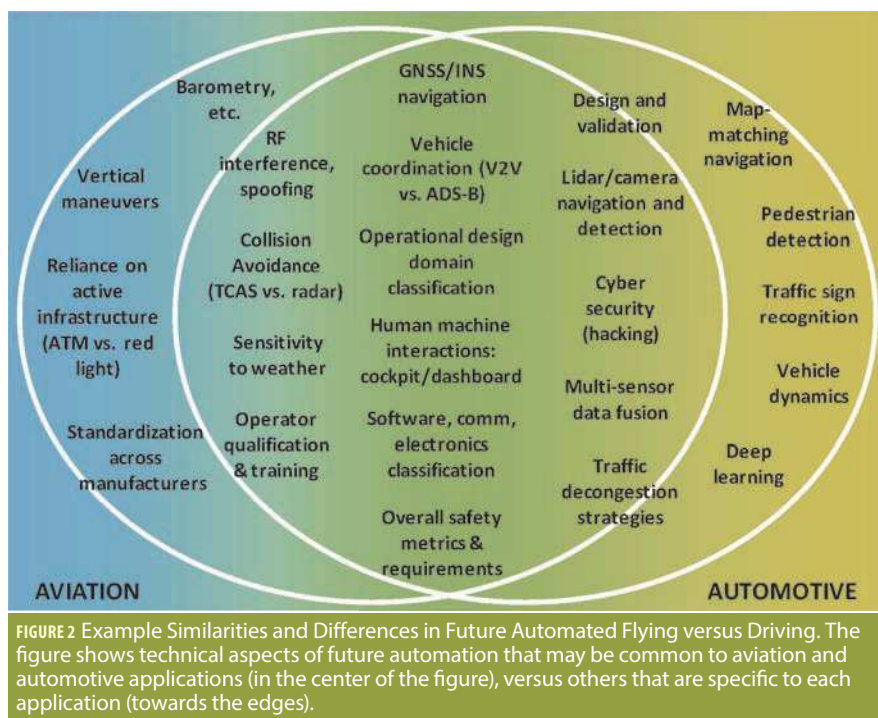 Barometry,
etc.
Vertical
maneuvers
Reliance on
active
infrastructure
(ATM vs. red
light)
Standardization
across
manufacturers
AVIATION
RF
interference,
spoofing
Collision
Avoidance
(TCAS vs. radar)
Sensitivity
to weather
Operator
qualification
& training
GNSS/INS
navigation
Vehicle
coordination (V2V
vs. ADS-B)
Operational design
domain
classification
Human machine
interactions:
cockpit/dashboard
Software, comm,
electronics
classification
Overall safety
metrics &
requirements
Design and
validation
Lidar/camera
navigation and
detection
Cyber
security
(hacking)
Multi-sensor
data fusion
Traffic
decongestion
strategies
Map-
matching
navigation
Pedestrian
detection
Traffic sign
recognition
Vehicle
dynamics
Deep
learning
AUTOMOTIVE
FIGURE 2 Example Similarities and Differences in Future Automated Flying versus Driving. The
figure shows technical aspects of future automation that may be common to aviation and
automotive applications (in the center of the figure), versus others that are specific to each
application (towards the edges).